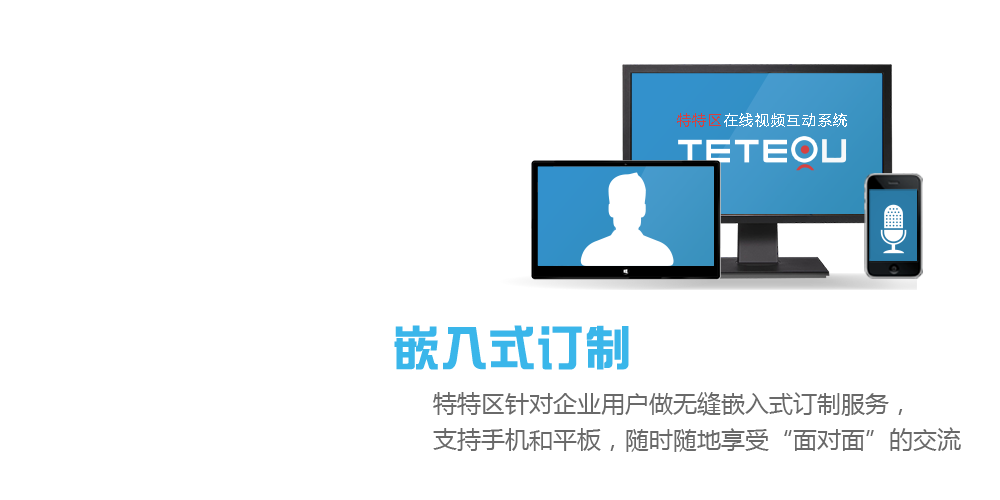 特特区在线视频互动系统
TETEQU
嵌入式订制
特特区针对企业用户做无缝嵌入式订制服务，
支持手机和平板，随时随地享受“面对面”的交流